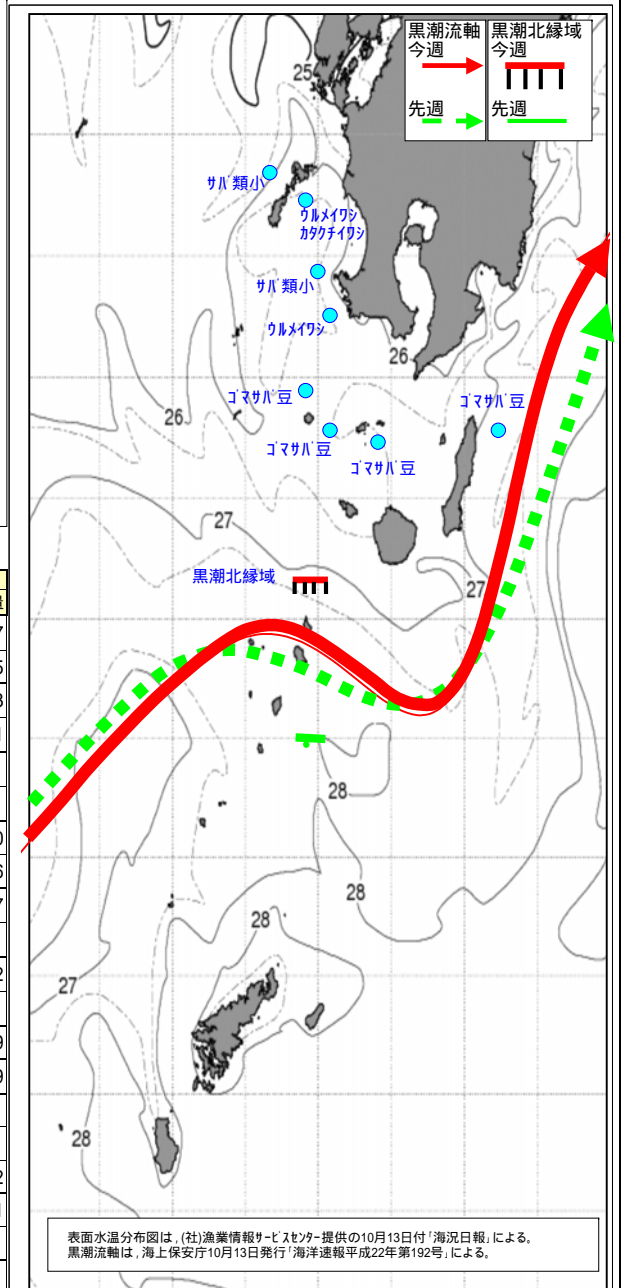 黒潮流軸
今週
先週
黒潮北縁域
今週
先週
25
サバ類小
ウルメイワシ
カタクチイワシ
サバ類小
ウルメイワシ
26
ゴマサバ豆
ゴマサバ豆
26
ゴマサバ豆
ゴマサバ豆
27
黒潮北縁域
27
28
28
28
27
28
表面水温分布図は,(社)漁業情報サービスセンター提供の10月13日付「海況日報」による。
黒潮流軸は,海上保安庁10月13日発行「海洋速報平成22年第192号」による。